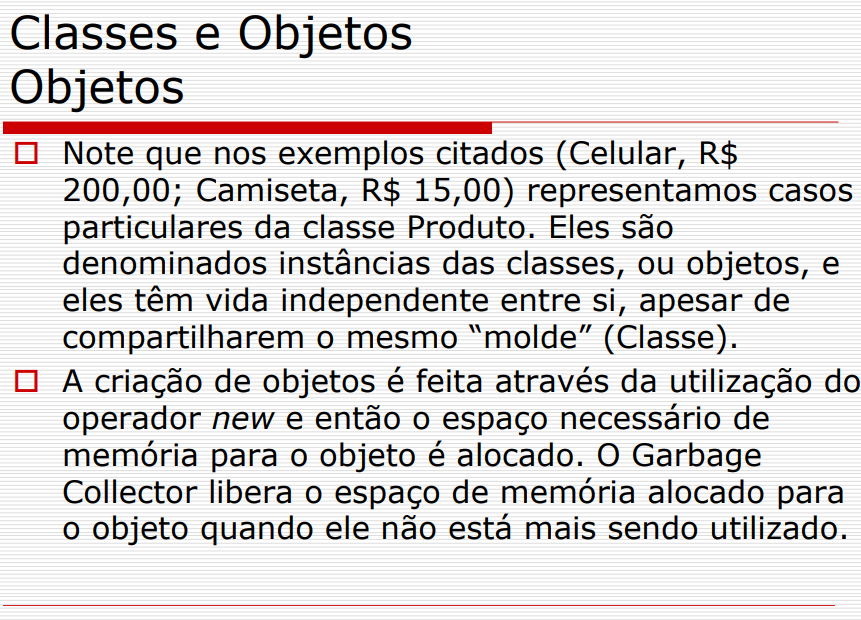 Classes e Objetos
Objetos
Note que nos exemplos citados (Celular, R$
200,00; Camiseta, R$ 15,00) representamos casos
particulares da classe Produto. Eles são
denominados instâncias das classes, ou objetos, e
eles têm vida independente entre si, apesar de
compartilharem o mesmo “molde” (Classe).
A criação de objetos é feita através da utilização do
operador new e então o espaço necessário de
memória para o objeto é alocado. O Garbage
Collector libera o espaço de memória alocado para
o objeto quando ele não está mais sendo utilizado.